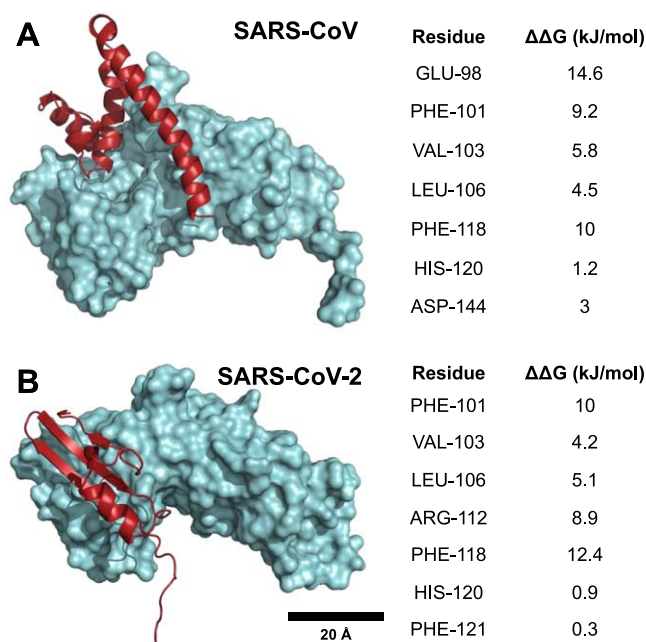 A SARS-CoV
Residue ΔΔG (kJ/mol)
GLU-98 14.6
PHE-101 9.2
VAL-103 5.8
LEU-106 4.5
PHE-118 10
HIS-120 1.2
ASP-144 3
B SARS-CoV-2
Residue ΔΔG (kJ/mol)
PHE-101 10
VAL-103 4.2
LEU-106 5.1
ARG-112 8.9
PHE-118 12.4
HIS-120 0.9
PHE-121 0.3
20 Å